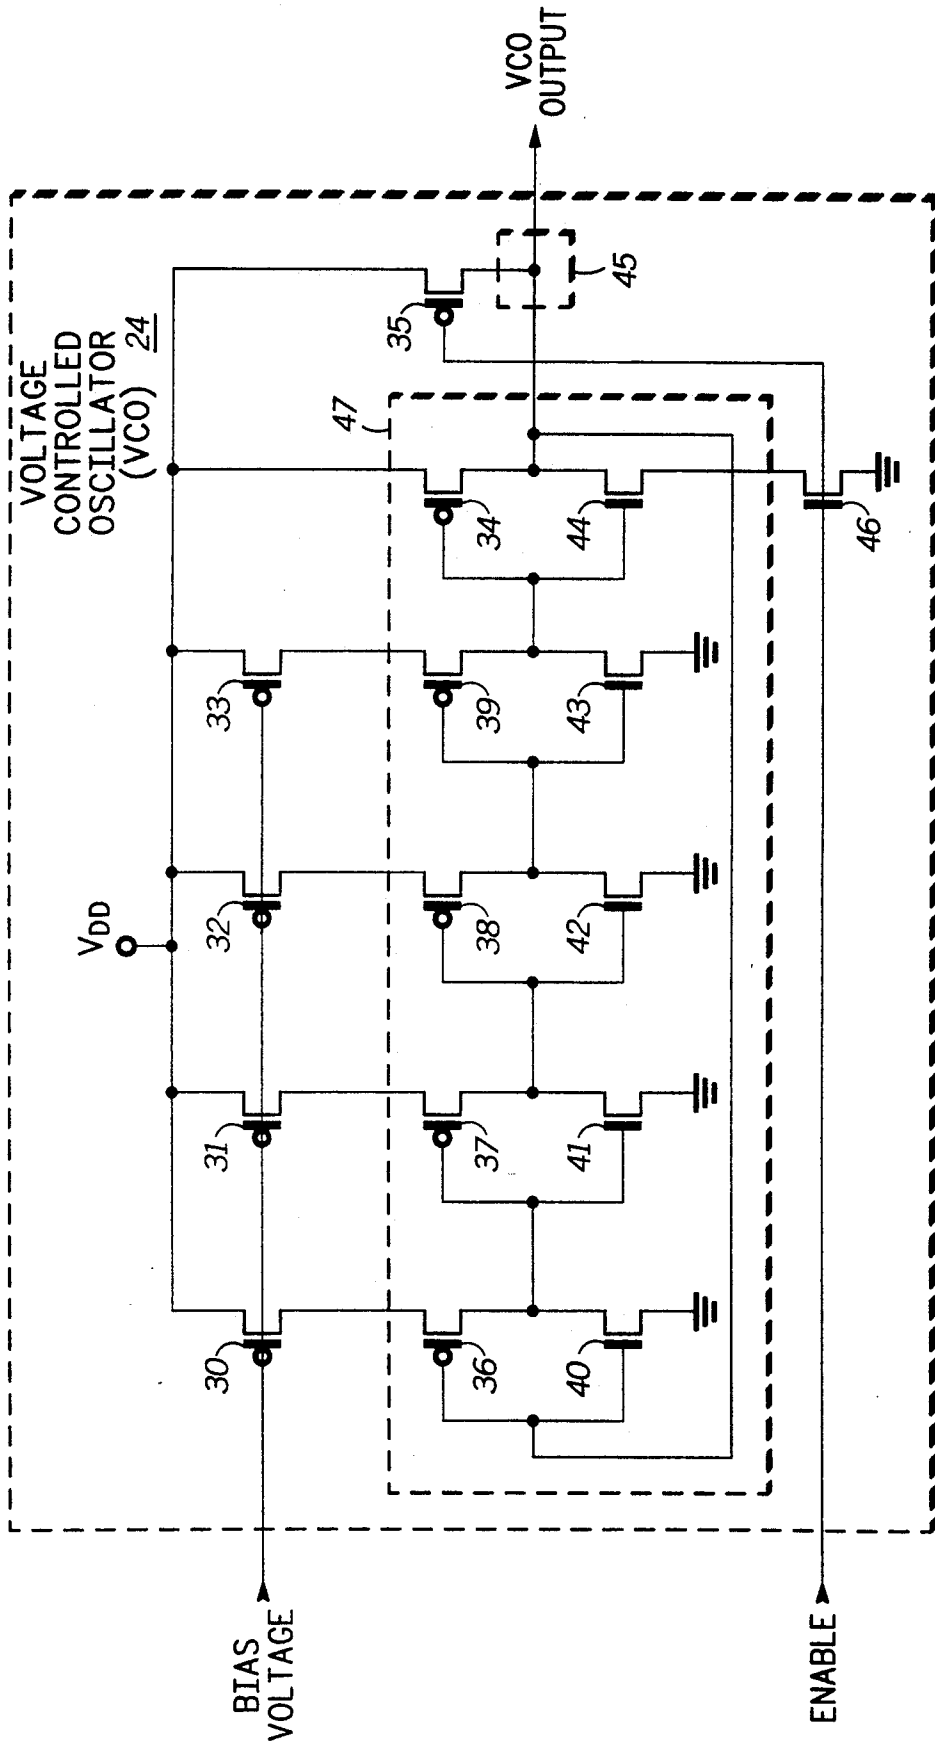 VOLTAGE
CONTROLLED
OSCILLATOR
(VCO) 24
VDD
BIAS
VOLTAGE
30
31
32
33
47
35
VCO
OUTPUT
36
37
38
39
34
45
40
41
42
43
44
46
ENABLE